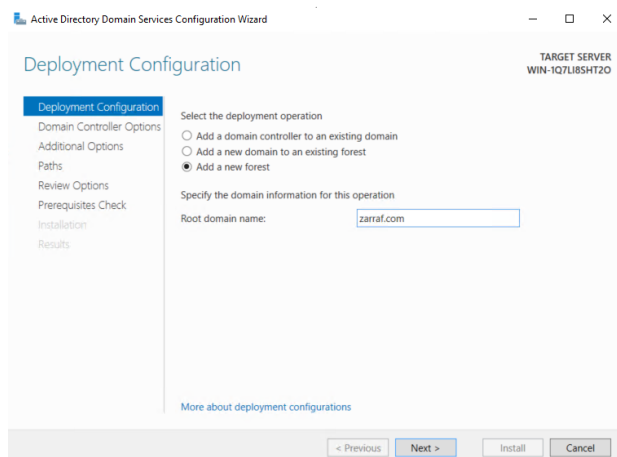 Active Directory Domain Services Configuration Wizard
Deployment Configuration
TARGET SERVER
WIN-1Q7LI8SHT2O
Deployment Configuration
Domain Controller Options
Additional Options
Paths
Review Options
Prerequisites Check
Installation
Results
Select the deployment operation
Add a domain controller to an existing domain
Add a new domain to an existing forest
Add a new forest
Specify the domain information for this operation
Root domain name: zarraf.com
More about deployment configurations
< Previous Next > Install Cancel